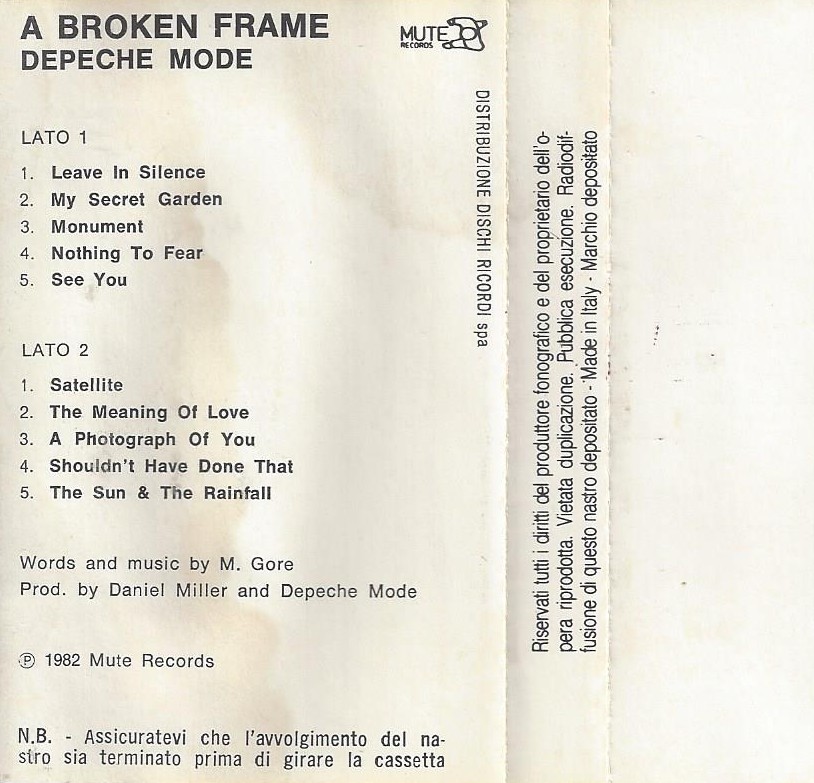 A BROKEN FRAME
DEPECHE MODE
MUTE
RECORDS
LATO 1
1. Leave In Silence
2. My Secret Garden
3. Monument
4. Nothing To Fear
5. See You
LATO 2
1. Satellite
2. The Meaning Of Love
3. A Photograph Of You
4. Shouldn't Have Done That
5. The Sun & The Rainfall
Words and music by M. Gore
Prod. by Daniel Miller and Depeche Mode
℗ 1982 Mute Records
N.B. - Assicuratevi che l'avvolgimento del na-
stro sia terminato prima di girare la cassetta
DISTRIBUZIONE DISCHI RICORDI spa
Riservati tutti i diritti del produttore fonografico e del proprietario dell'o-
pera riprodotta. Vietata duplicazione. Pubblica esecuzione. Radiodif-
fusione di questo nastro depositato - Made in Italy - Marchio depositato